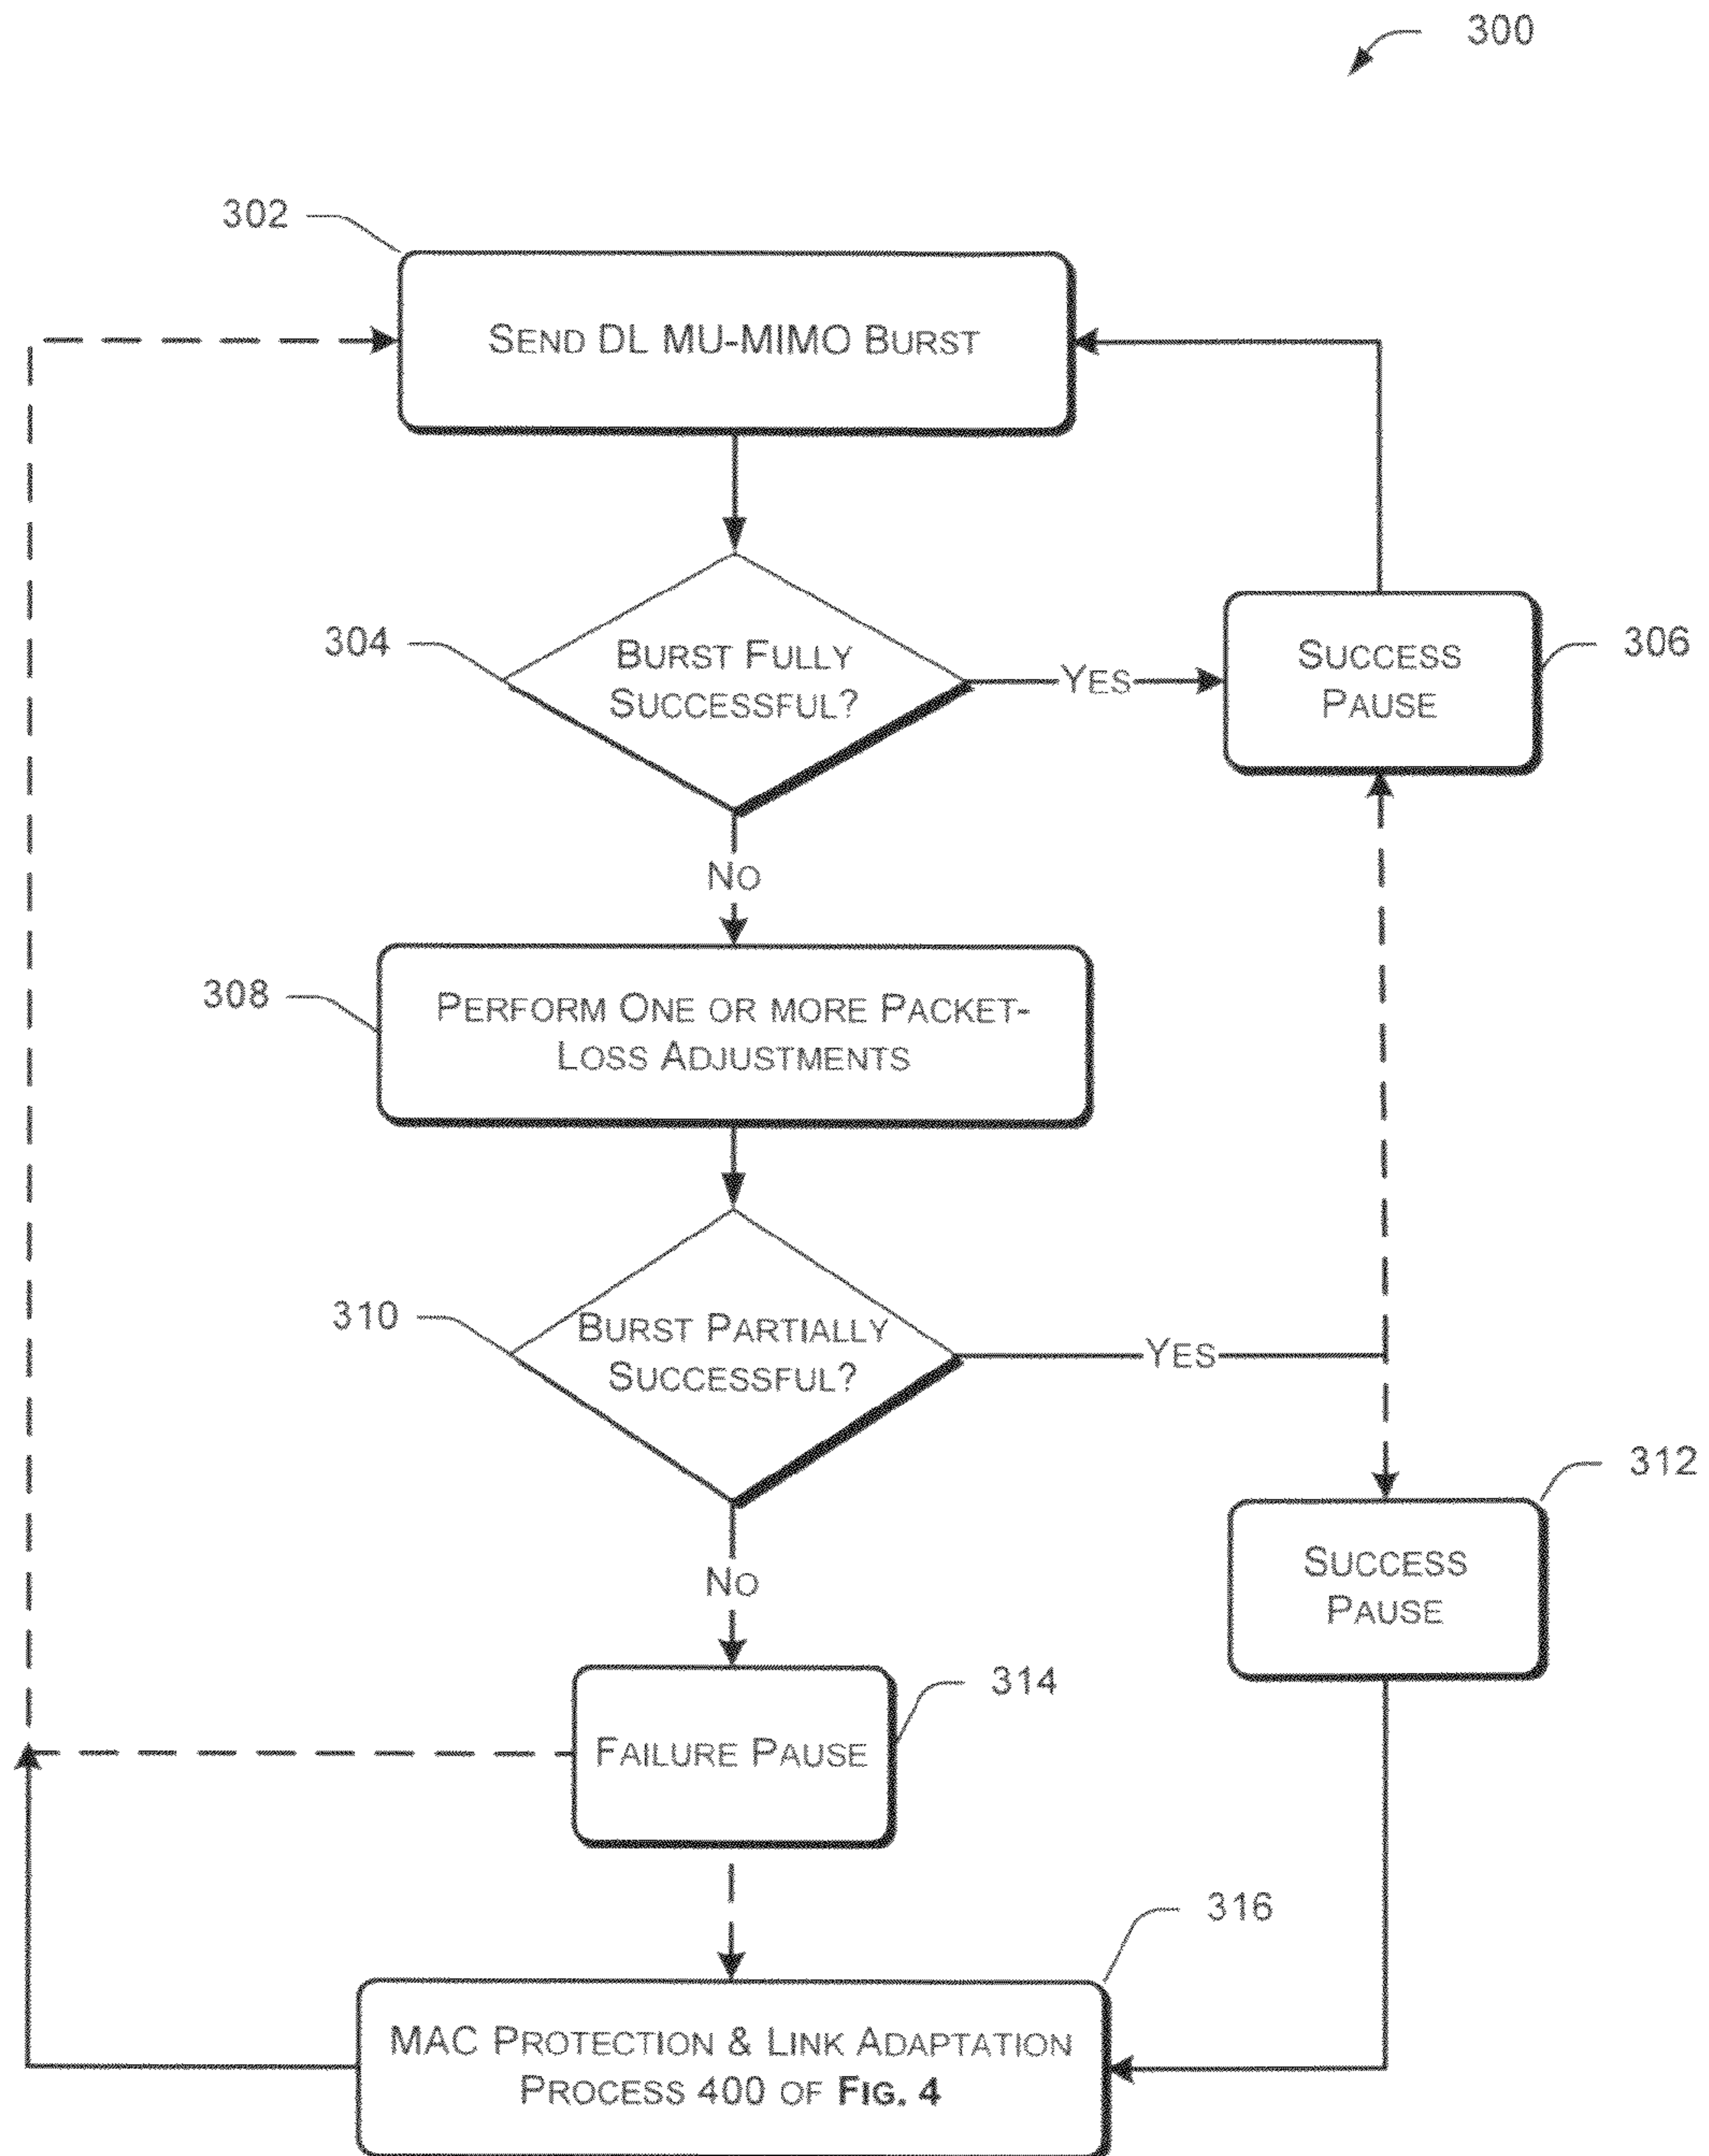 300
302
SEND DL MU-MIMO BURST
304
BURST FULLY
SUCCESSFUL?
YES
SUCCESS
PAUSE
306
NO
308
PERFORM ONE OR MORE PACKET-
LOSS ADJUSTMENTS
310
BURST PARTIALLY
SUCCESSFUL?
YES
312
SUCCESS
PAUSE
NO
314
FAILURE PAUSE
316
MAC PROTECTION & LINK ADAPTATION
PROCESS 400 OF FIG. 4